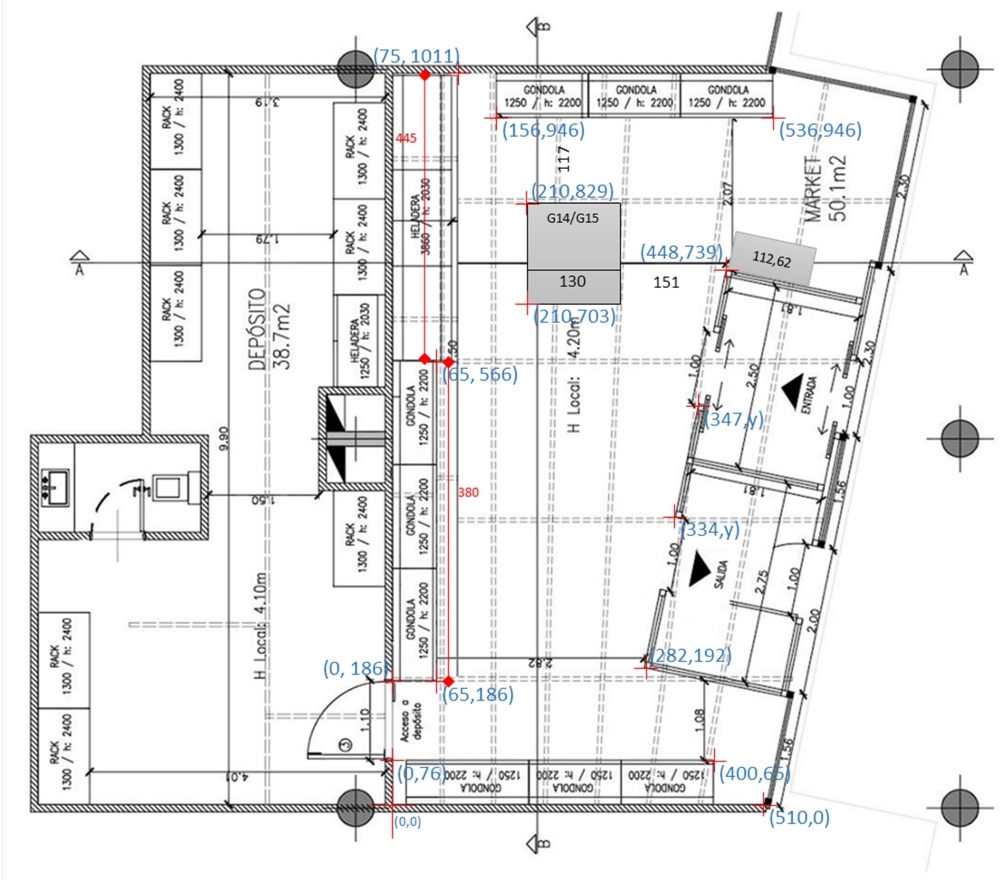 B
(75, 1011)
3.19
RACK
1300 / h: 2400
RACK
1300 / h: 2400
445
GONDOLA
1250 / h: 2200
GONDOLA
1250 / h: 2200
GONDOLA
1250 / h: 2200
(156,946)
(536,946)
117
MARKET
50.1m2
2.30
2.07
(210,829)
G14/G15
HELADERA
3860 / h: 2030
RACK
1300 / h: 2400
RACK
1300 / h: 2400
1.79
(448,739)
112,62
A
A
130
151
RACK
1300 / h: 2400
DEPÓSITO
38.7m2
HELADERA
1250 / h: 2030
(210,703)
H Local: 4.20m
1.81
2.30
1.00
2.50
ENTRADA
1.00
.50
(65, 566)
GONDOLA
1250 / h: 2200
(347,y)
9.90
GONDOLA
1250 / h: 2200
380
1.81
1.56
1.50
RACK
1300 / h: 2400
(334,y)
1.00
SALIDA
2.75
1.00
2.00
H Local: 4.10m
GONDOLA
1250 / h: 2200
RACK
1300 / h: 2400
(0, 186)
2.82
(282,192)
(65,186)
RACK
1300 / h: 2400
1.10
Acceso a
depósito
1.08
1.56
4.01
(0,76)
1250 / h: 2200
GONDOLA
1250 / h: 2200
GONDOLA
1250 / h: 2200
GONDOLA
(400,65)
(0,0)
(510,0)
B